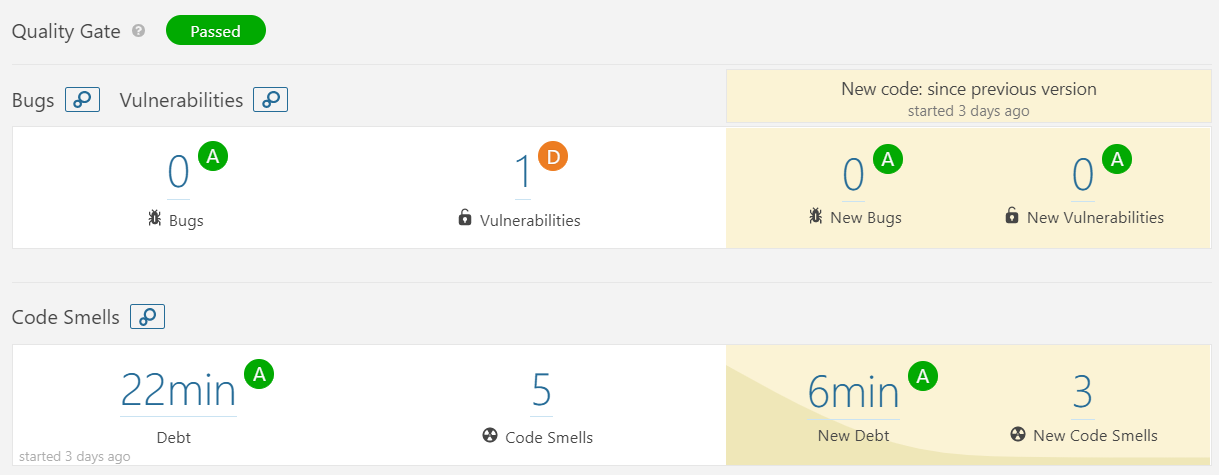 Quality Gate ? Passed
Bugs Vulnerabilities
New code: since previous version
started 3 days ago
0 A
Bugs
1 D
Vulnerabilities
0 A
New Bugs
0 A
New Vulnerabilities
Code Smells
22min A
Debt
started 3 days ago
5
Code Smells
6min A
New Debt
3
New Code Smells